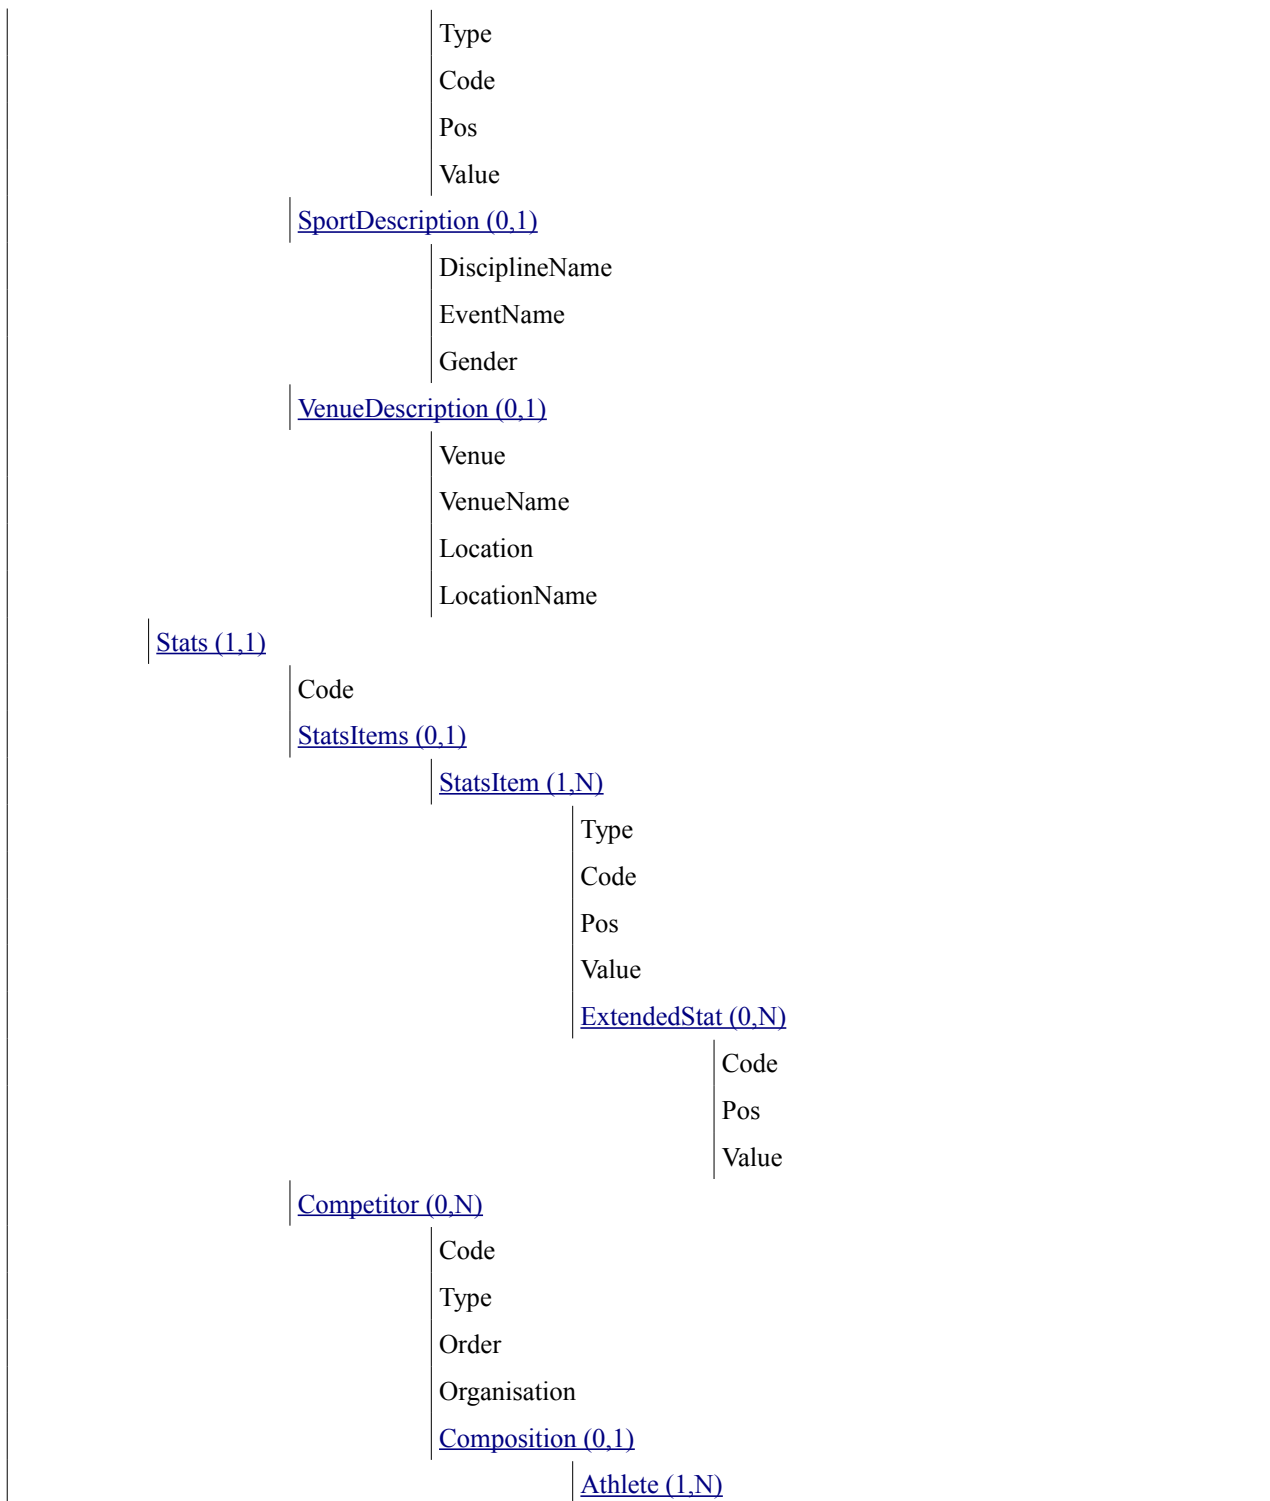 Type
Code
Pos
Value
SportDescription (0,1)
DisciplineName
EventName
Gender
VenueDescription (0,1)
Venue
VenueName
Location
LocationName
Stats (1,1)
Code
StatsItems (0,1)
StatsItem (1,N)
Type
Code
Pos
Value
ExtendedStat (0,N)
Code
Pos
Value
Competitor (0,N)
Code
Type
Order
Organisation
Composition (0,1)
Athlete (1,N)